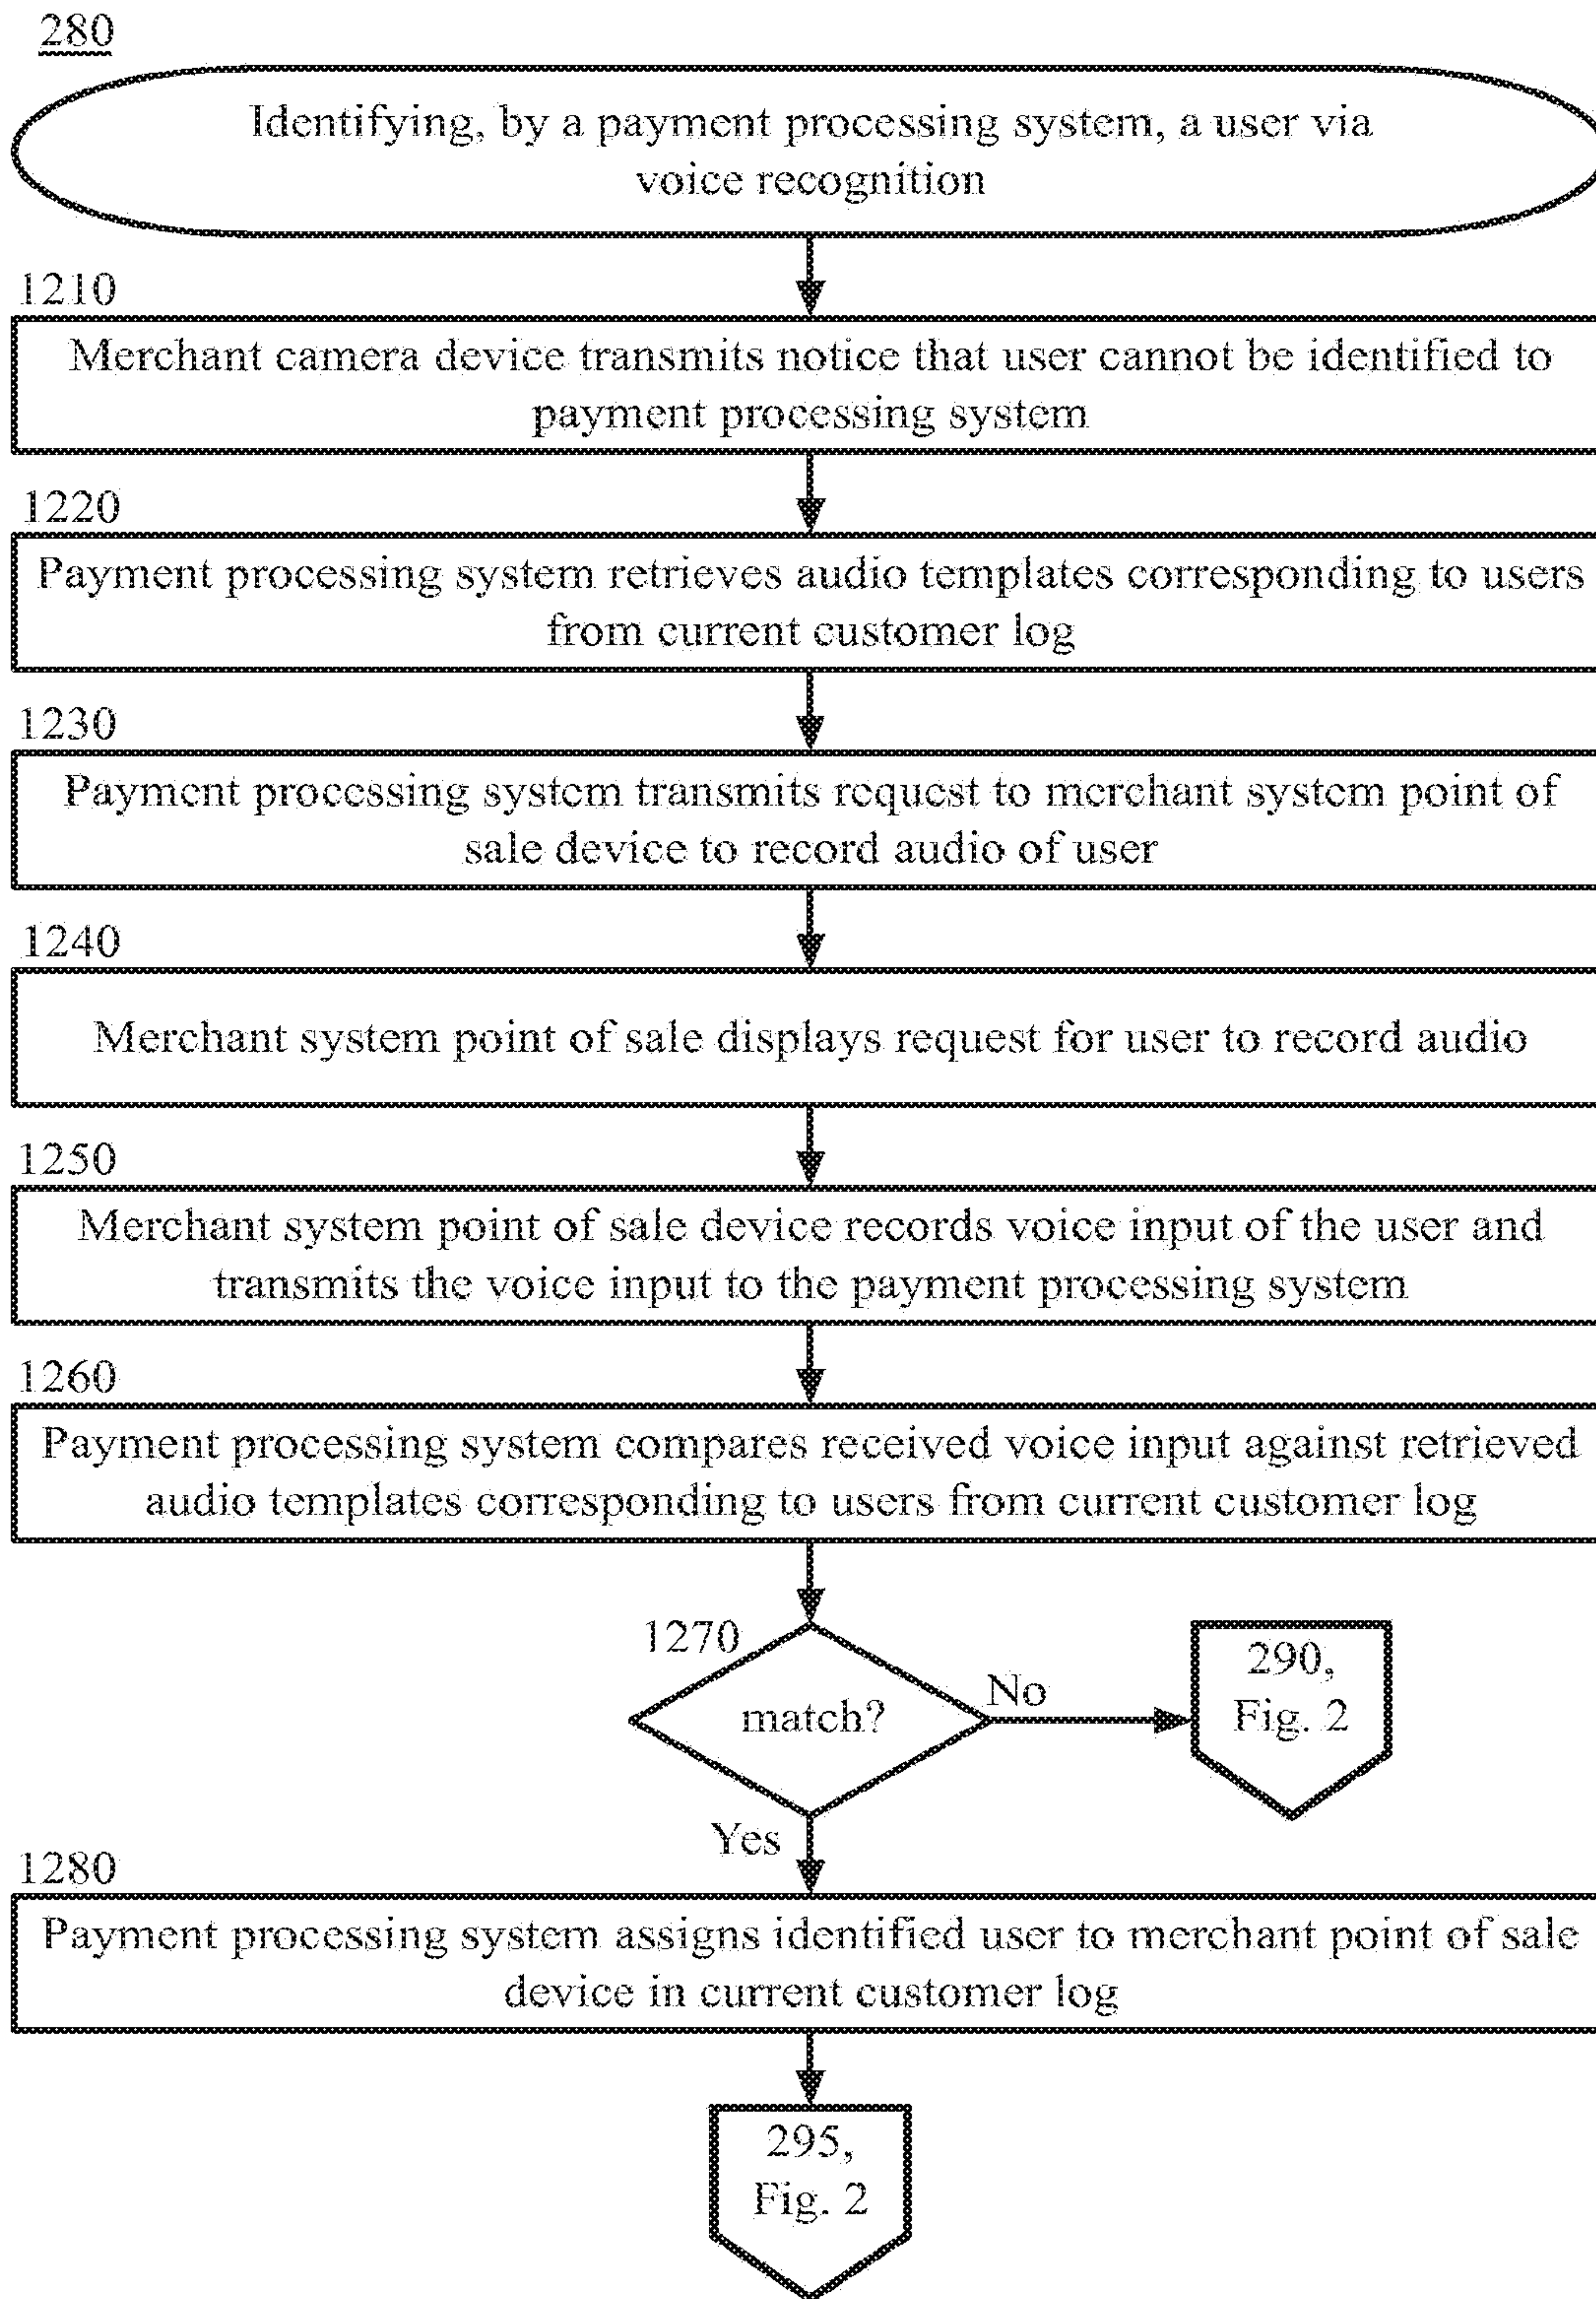 280
Identifying, by a payment processing system, a user via
voice recognition
1210
Merchant camera device transmits notice that user cannot be identified to
payment processing system
1220
Payment processing system retrieves audio templates corresponding to users
from current customer log
1230
Payment processing system transmits request to merchant system point of
sale device to record audio of user
1240
Merchant system point of sale displays request for user to record audio
1250
Merchant system point of sale device records voice input of the user and
transmits the voice input to the payment processing system
1260
Payment processing system compares received voice input against retrieved
audio templates corresponding to users from current customer log
1270
match?
No
290,
Fig. 2
Yes
1280
Payment processing system assigns identified user to merchant point of sale
device in current customer log
295,
Fig. 2